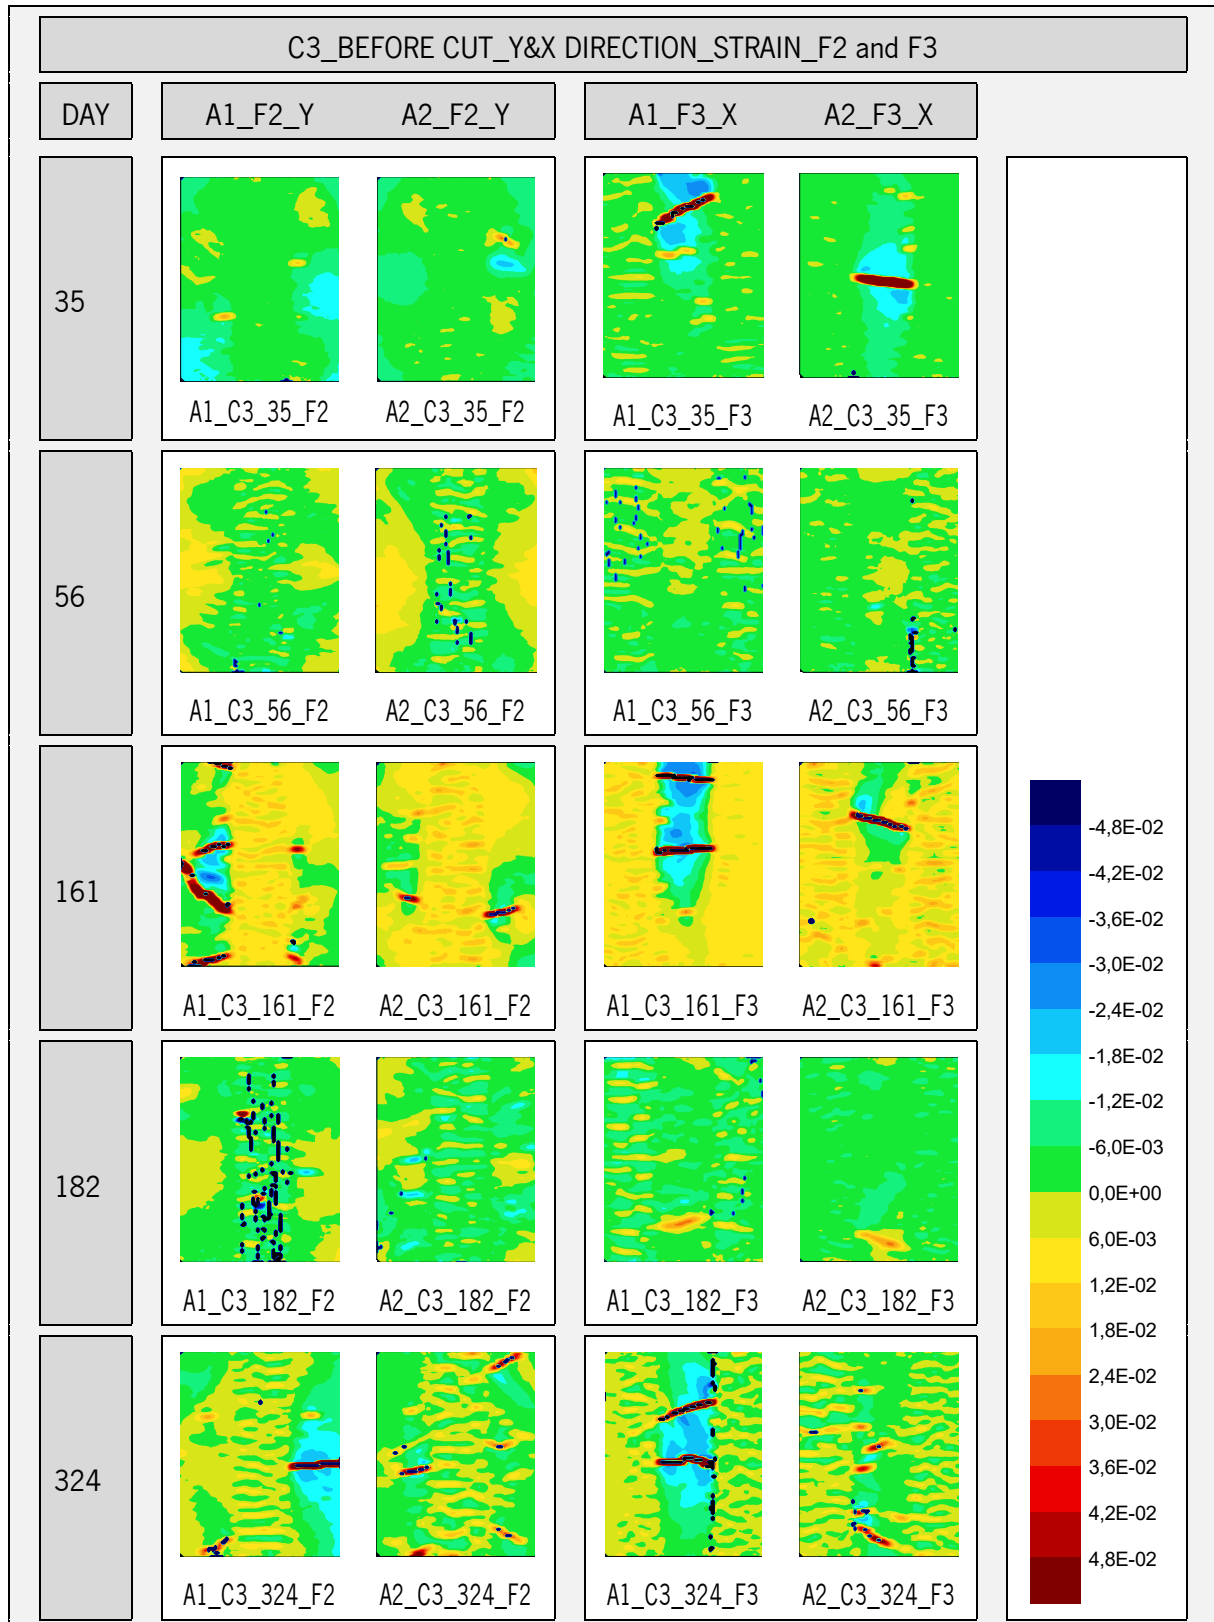 C3_BEFORE CUT_Y&X DIRECTION_STRAIN_F2 and F3
DAY
A1_F2_Y
A2_F2_Y
A1_F3_X
A2_F3_X
35
A1_C3_35_F2
A2_C3_35_F2
A1_C3_35_F3
A2_C3_35_F3
56
A1_C3_56_F2
A2_C3_56_F2
A1_C3_56_F3
A2_C3_56_F3
161
A1_C3_161_F2
A2_C3_161_F2
A1_C3_161_F3
A2_C3_161_F3
182
A1_C3_182_F2
A2_C3_182_F2
A1_C3_182_F3
A2_C3_182_F3
324
A1_C3_324_F2
A2_C3_324_F2
A1_C3_324_F3
A2_C3_324_F3
-4,8E-02
-4,2E-02
-3,6E-02
-3,0E-02
-2,4E-02
-1,8E-02
-1,2E-02
-6,0E-03
0,0E+00
6,0E-03
1,2E-02
1,8E-02
2,4E-02
3,0E-02
3,6E-02
4,2E-02
4,8E-02